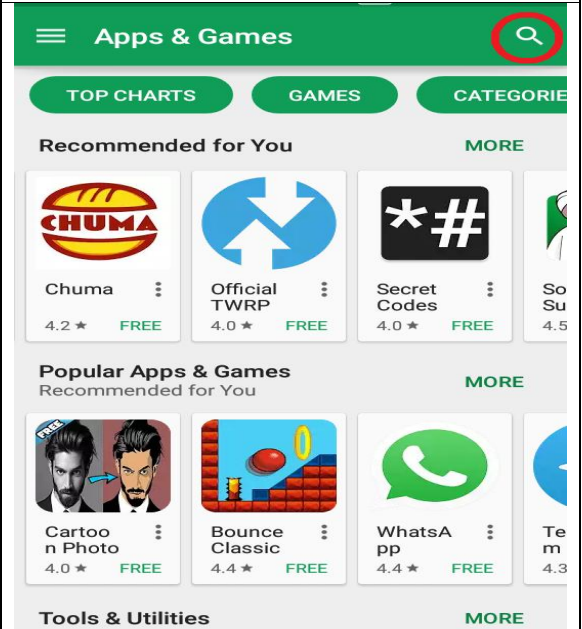 Apps & Games
TOP CHARTS GAMES CATEGORIE
Recommended for You MORE
CHUMA *#
Chuma Official Secret So
TWRP Codes Su
4.2 ★ FREE 4.0 ★ FREE 4.0 ★ FREE 4.5
Popular Apps & Games MORE
Recommended for You
FREE
Cartoo Bounce WhatsA Te
n Photo Classic pp m
4.0 ★ FREE 4.4 ★ FREE 4.4 ★ FREE 4.3
Tools & Utilities MORE